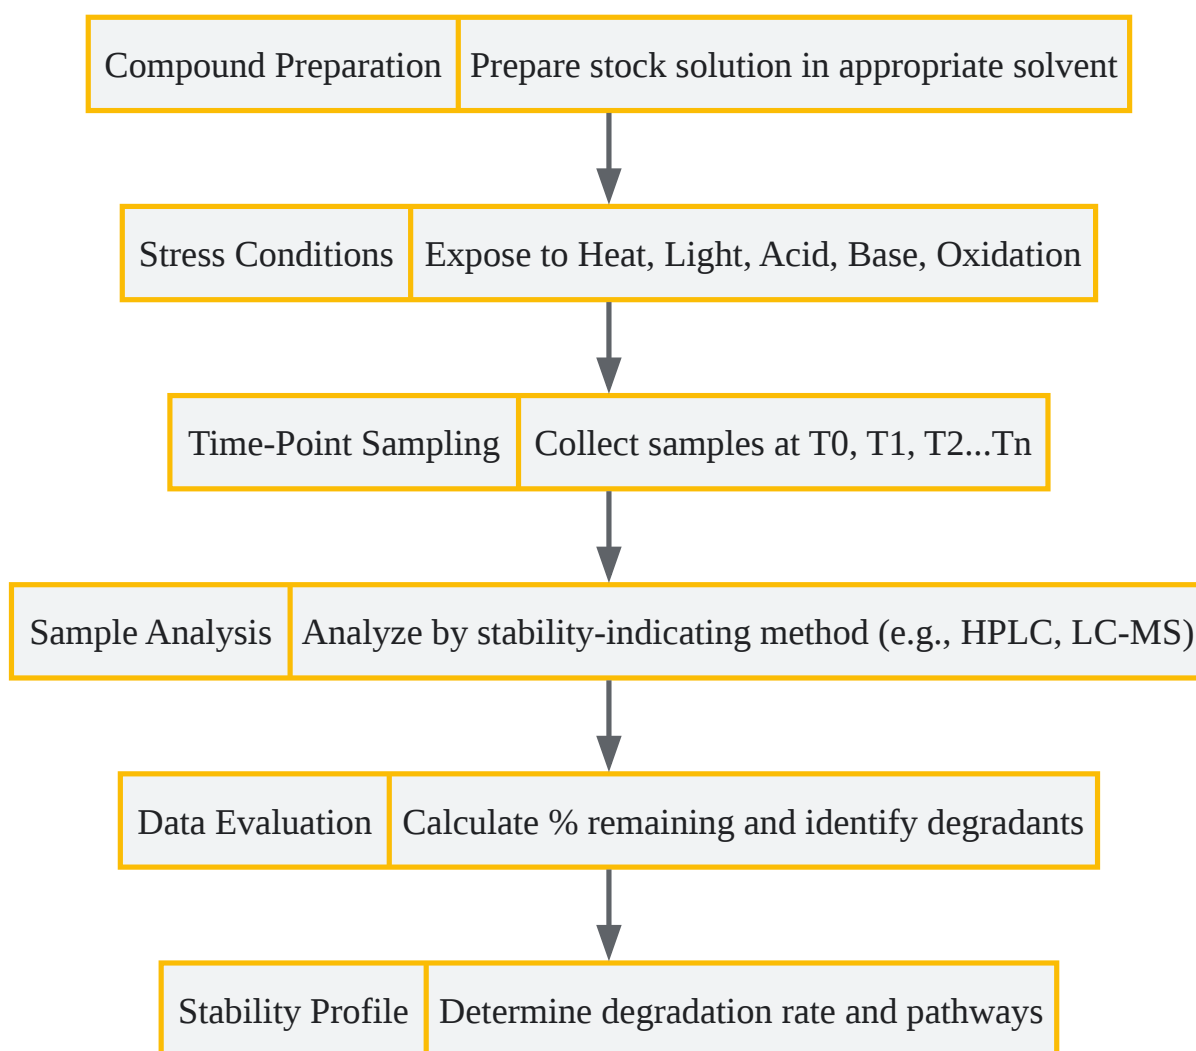 Compound Preparation Prepare stock solution in appropriate solvent
Stress Conditions Expose to Heat, Light, Acid, Base, Oxidation
Time-Point Sampling Collect samples at T0, T1, T2...Tn
Sample Analysis Analyze by stability-indicating method (e.g., HPLC, LC-MS)
Data Evaluation Calculate % remaining and identify degradants
Stability Profile Determine degradation rate and pathways